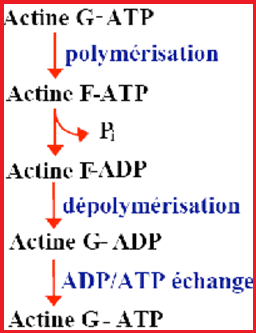 Actine G-ATP
polymérisation
Actine F-ATP
Pi
Actine F-ADP
dépolymérisation
Actine G- ADP
ADP/ATP échange
Actine G - ATP